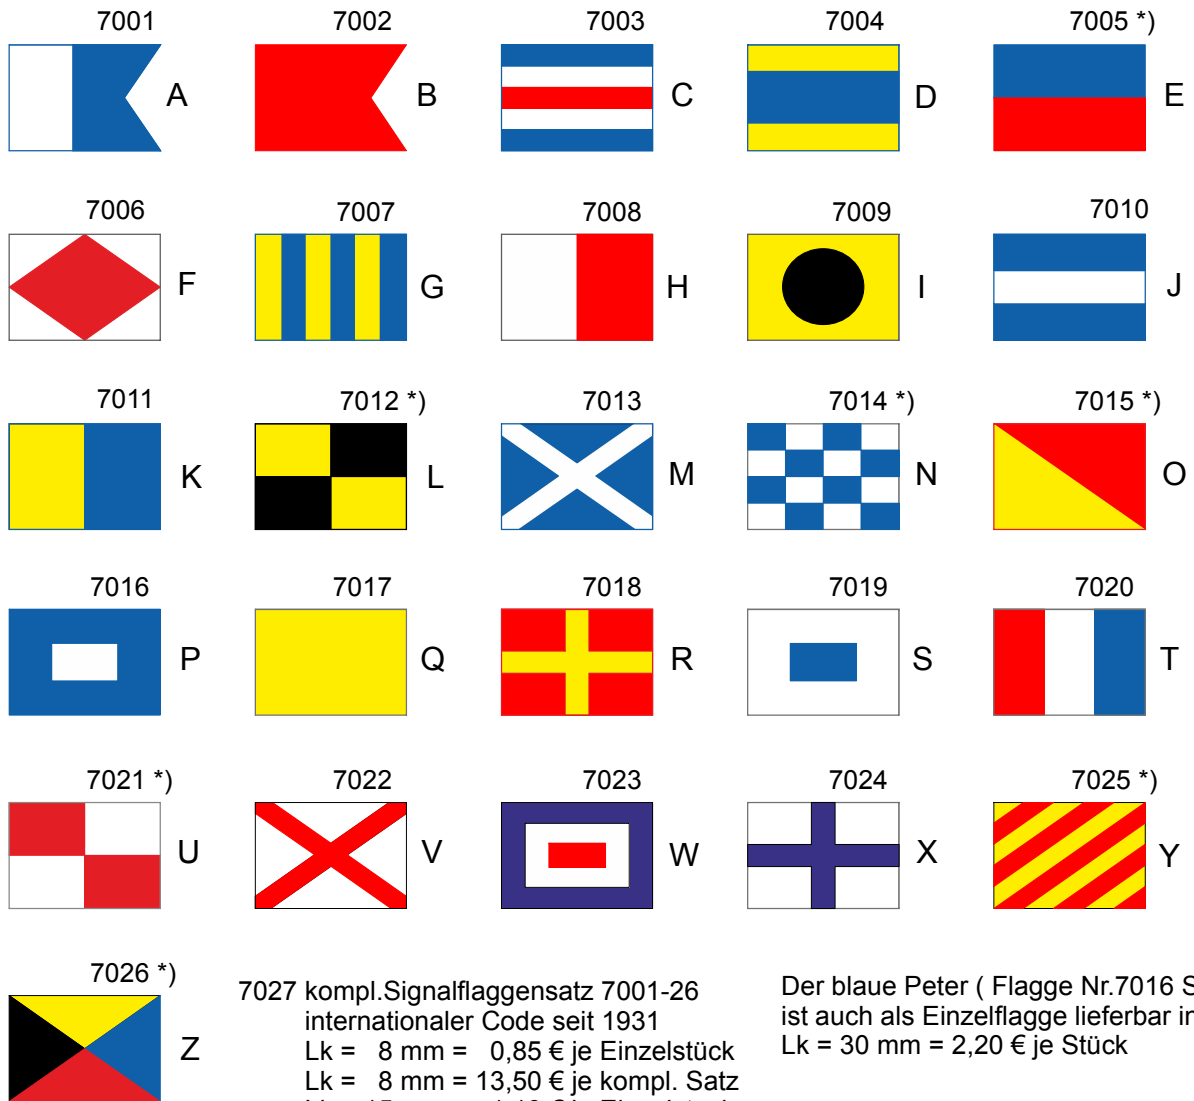 7001 7002 7003 7004 7005 *)
A B C D E
7006 7007 7008 7009 7010
F G H I J
7011 7012 *) 7013 7014 *) 7015 *)
K L M N O
7016 7017 7018 7019 7020
P Q R S T
7021 *) 7022 7023 7024 7025 *)
U V W X Y
7026 *)
Z
7027 kompl.Signalflaggensatz 7001-26
internationaler Code seit 1931
Lk = 8 mm = 0,85 € je Einzelstück
Lk = 8 mm = 13,50 € je kompl. Satz
Der blaue Peter ( Flagge Nr.7016 S
ist auch als Einzelflagge lieferbar in
Lk = 30 mm = 2,20 € je Stück